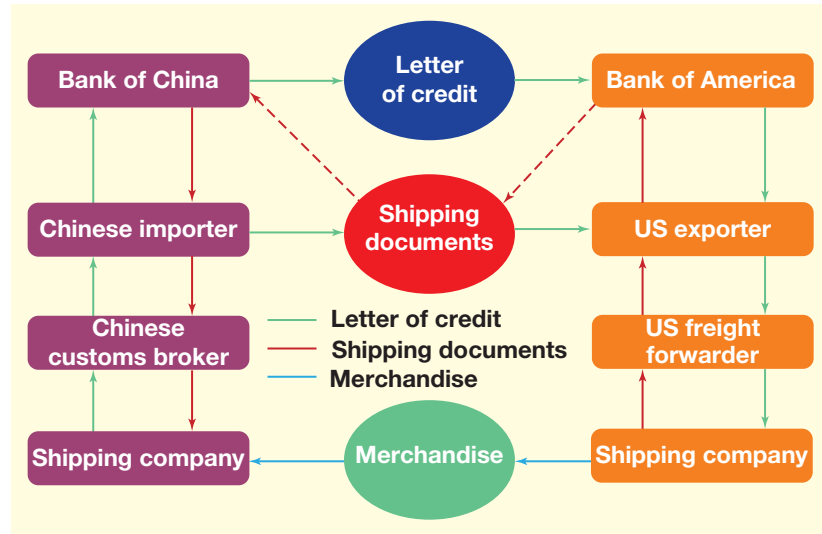 Bank of China
Letter
of credit
Bank of America
Chinese importer
Shipping
documents
US exporter
Chinese
customs broker
Letter of credit
Shipping documents
Merchandise
US freight
forwarder
Shipping company
Merchandise
Shipping company